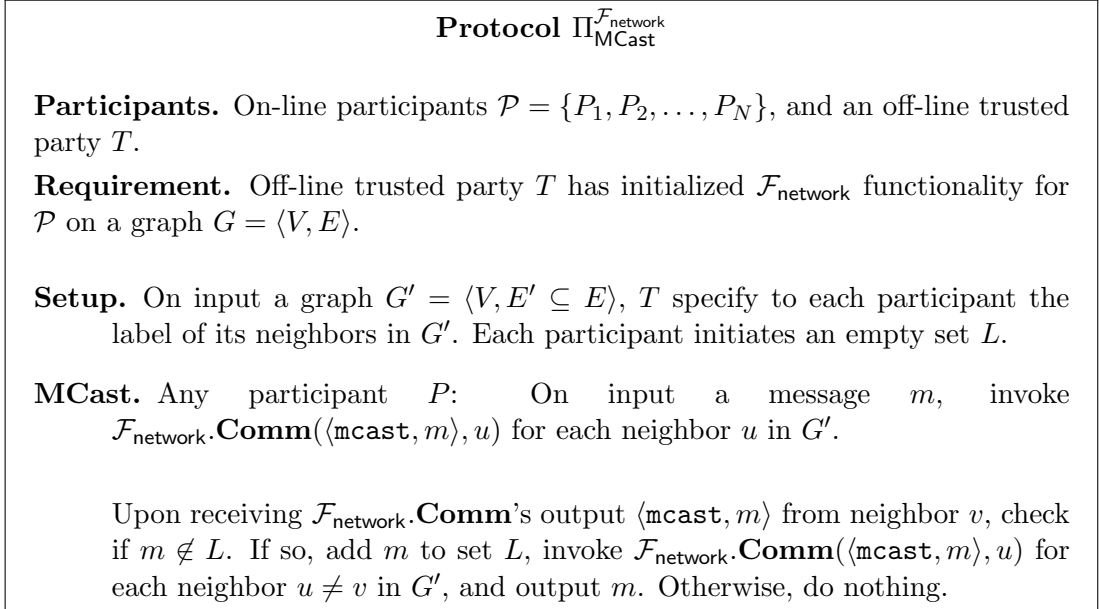 Protocol Π^{F_network}_{MCast}
Participants. On-line participants 𝒫 = {P_1, P_2, . . . , P_N}, and an off-line trusted
party T.
Requirement. Off-line trusted party T has initialized ℱ_network functionality for
𝒫 on a graph G = ⟨V, E⟩.
Setup. On input a graph G′ = ⟨V, E′ ⊆ E⟩, T specify to each participant the
label of its neighbors in G′. Each participant initiates an empty set L.
MCast. Any participant P: On input a message m, invoke
ℱ_network.Comm(⟨mcast, m⟩, u) for each neighbor u in G′.
Upon receiving ℱ_network.Comm's output ⟨mcast, m⟩ from neighbor v, check
if m ∉ L. If so, add m to set L, invoke ℱ_network.Comm(⟨mcast, m⟩, u) for
each neighbor u ≠ v in G′, and output m. Otherwise, do nothing.